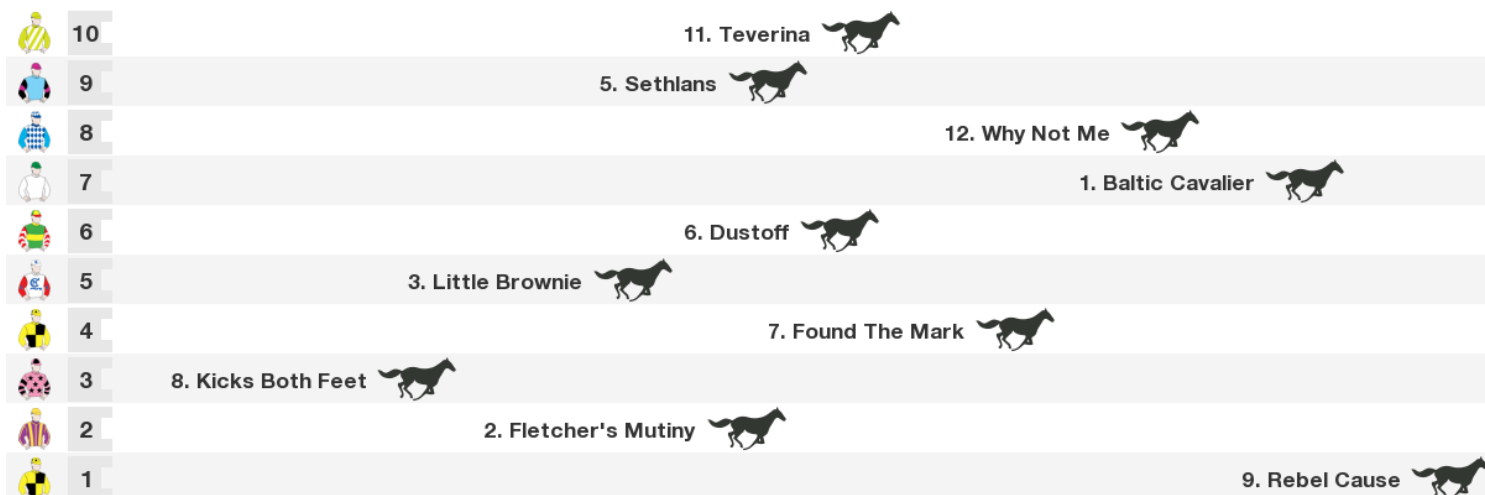 10 11. Teverina
9 5. Sethlans
8 12. Why Not Me
7 1. Baltic Cavalier
6 6. Dustoff
5 3. Little Brownie
4 7. Found The Mark
3 8. Kicks Both Feet
2 2. Fletcher's Mutiny
1 9. Rebel Cause